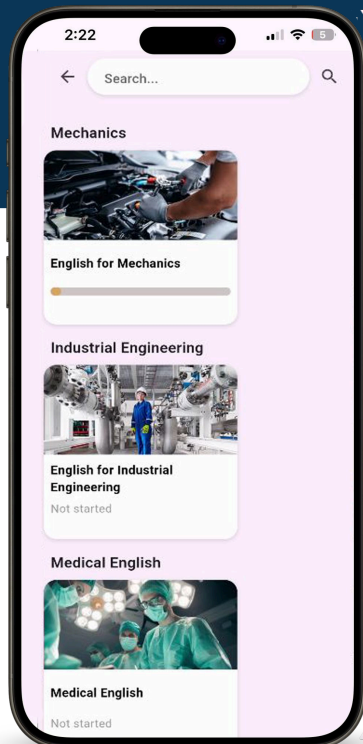 2:22
5
Search...
Mechanics
English for Mechanics
Industrial Engineering
English for Industrial
Engineering
Not started
Medical English
Medical English
Not started